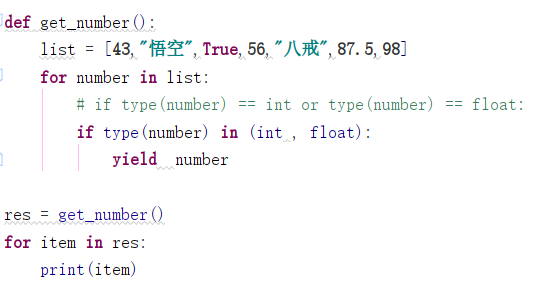 def get_number():
    list = [43,"悟空",True,56,"八戒",87.5,98]
    for number in list:
        # if type(number) == int or type(number) == float:
        if type(number) in (int , float):
            yield  number
res = get_number()
for item in res:
    print(item)